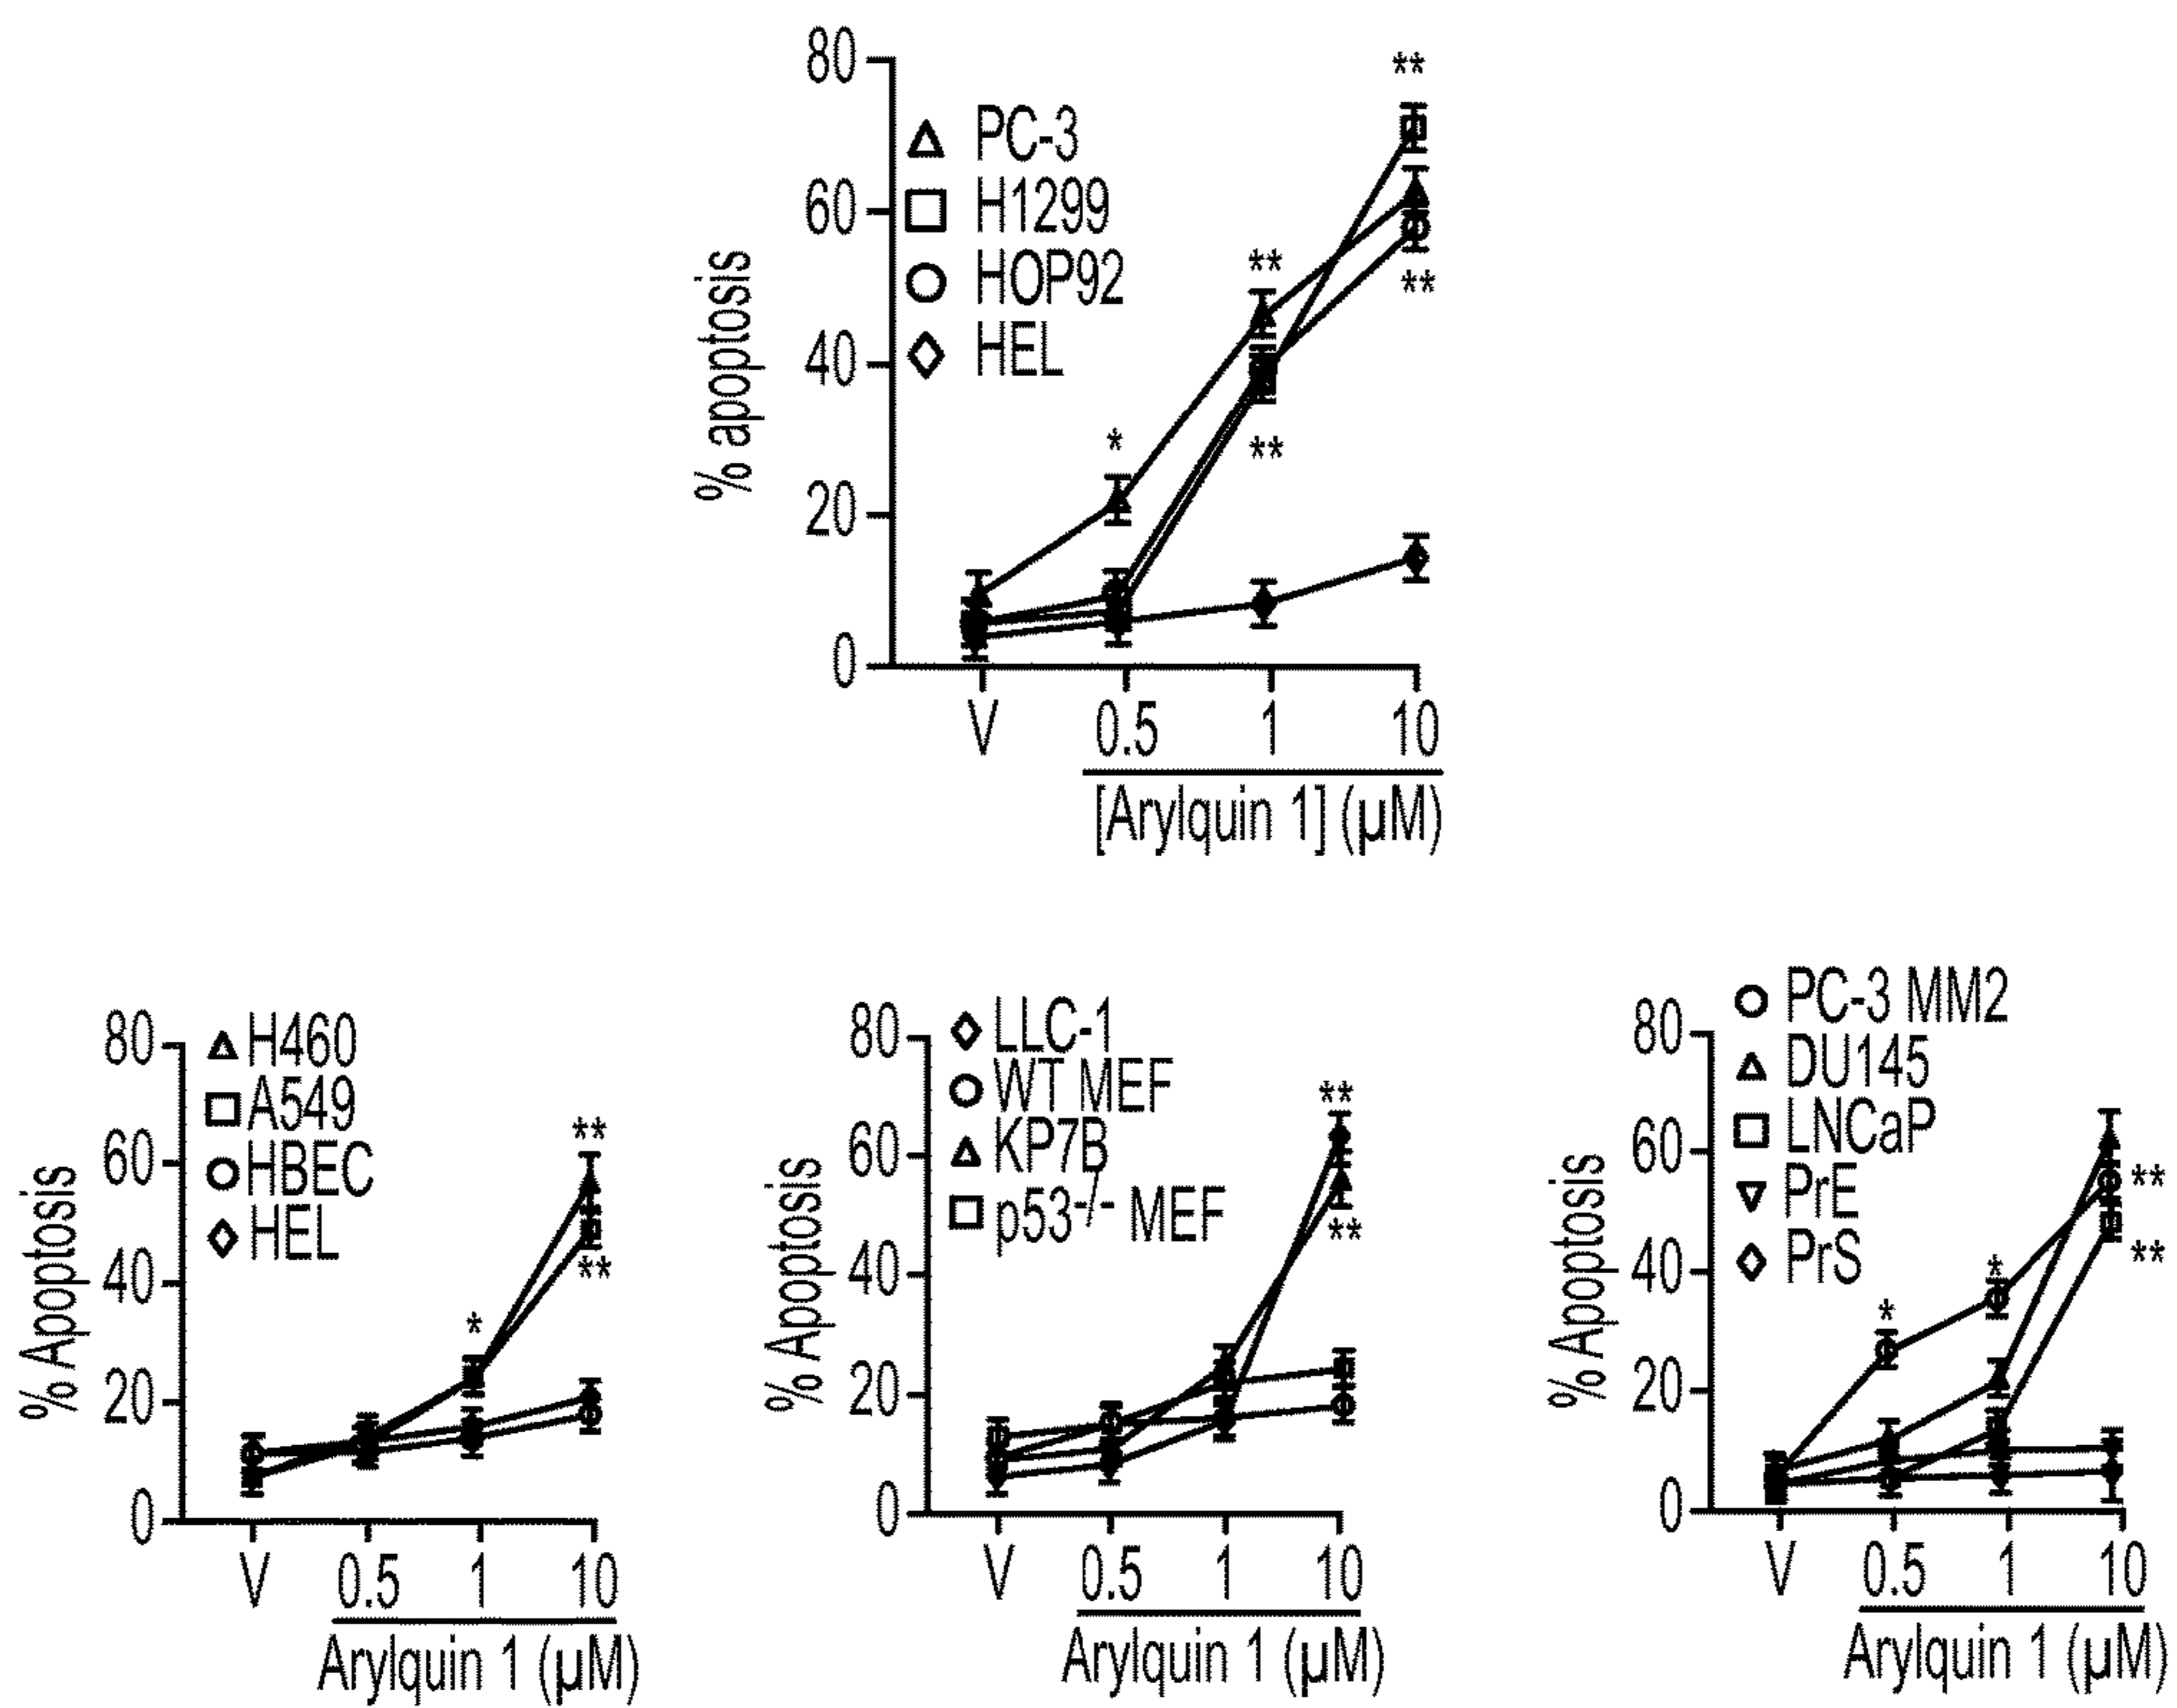 % apoptosis
80
60
40
20
0
PC-3
H1299
HOP92
HEL
*
**
**
**
**
V 0.5 1 10
[Arylquin 1] (µM)
% Apoptosis
80
60
40
20
0
H460
A549
HBEC
HEL
*
**
**
V 0.5 1 10
Arylquin 1 (µM)
% Apoptosis
80
60
40
20
0
LLC-1
WT MEF
KP7B
p53-/- MEF
**
**
V 0.5 1 10
Arylquin 1 (µM)
% Apoptosis
80
60
40
20
0
PC-3 MM2
DU145
LNCaP
PrE
PrS
*
*
**
**
V 0.5 1 10
Arylquin 1 (µM)